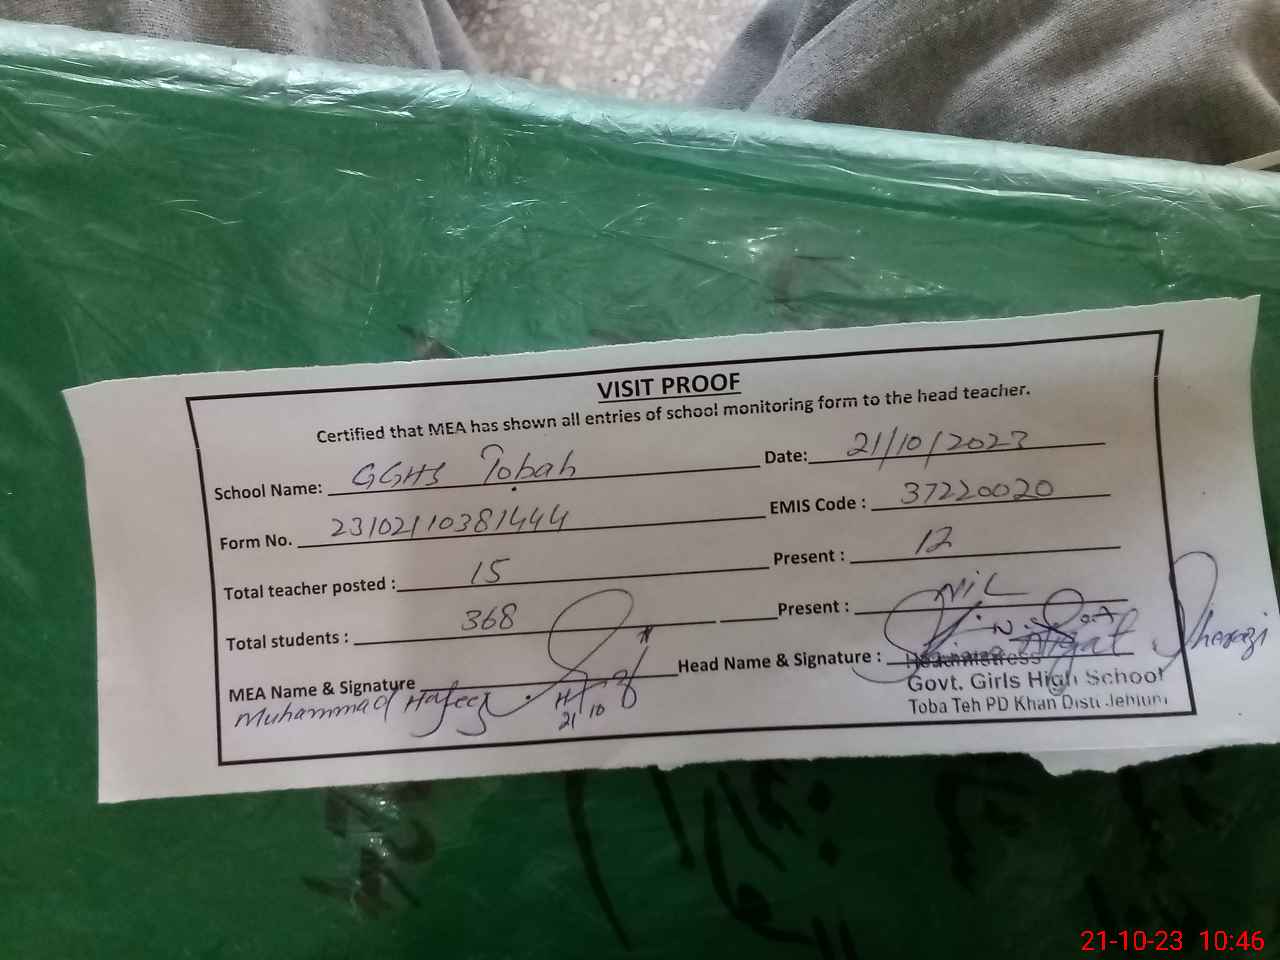 VISIT PROOF
Certified that MEA has shown all entries of school monitoring form to the head teacher.
School Name: GGHS Tobah Date: 21/10/2023
Form No. 23102110381444 EMIS Code : 37220020
Total teacher posted : 15 Present : 12
Total students : 368 Present : NiL
MEA Name & Signature Head Name & Signature :
Muhammad Hafeez 21 10
Headmistress
Govt. Girls High School
Toba Teh PD Khan Distt Jehlum
21-10-23 10:46